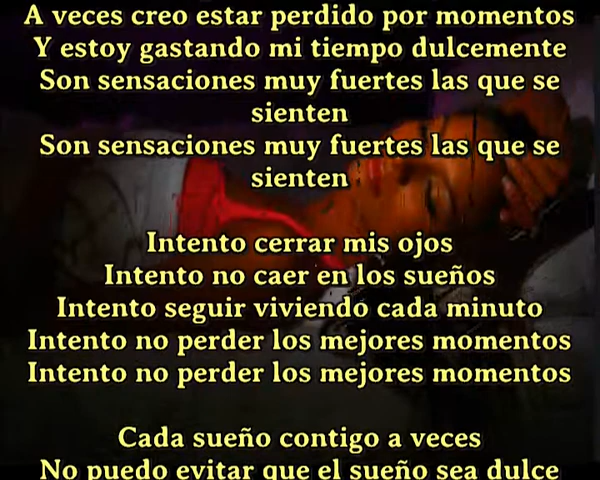 A veces creo estar perdido por momentos
Y estoy gastando mi tiempo dulcemente
Son sensaciones muy fuertes las que se
sienten
Son sensaciones muy fuertes las que se
sienten
Intento cerrar mis ojos
Intento no caer en los sueños
Intento seguir viviendo cada minuto
Intento no perder los mejores momentos
Intento no perder los mejores momentos
Cada sueño contigo a veces
No puedo evitar que el sueño sea dulce